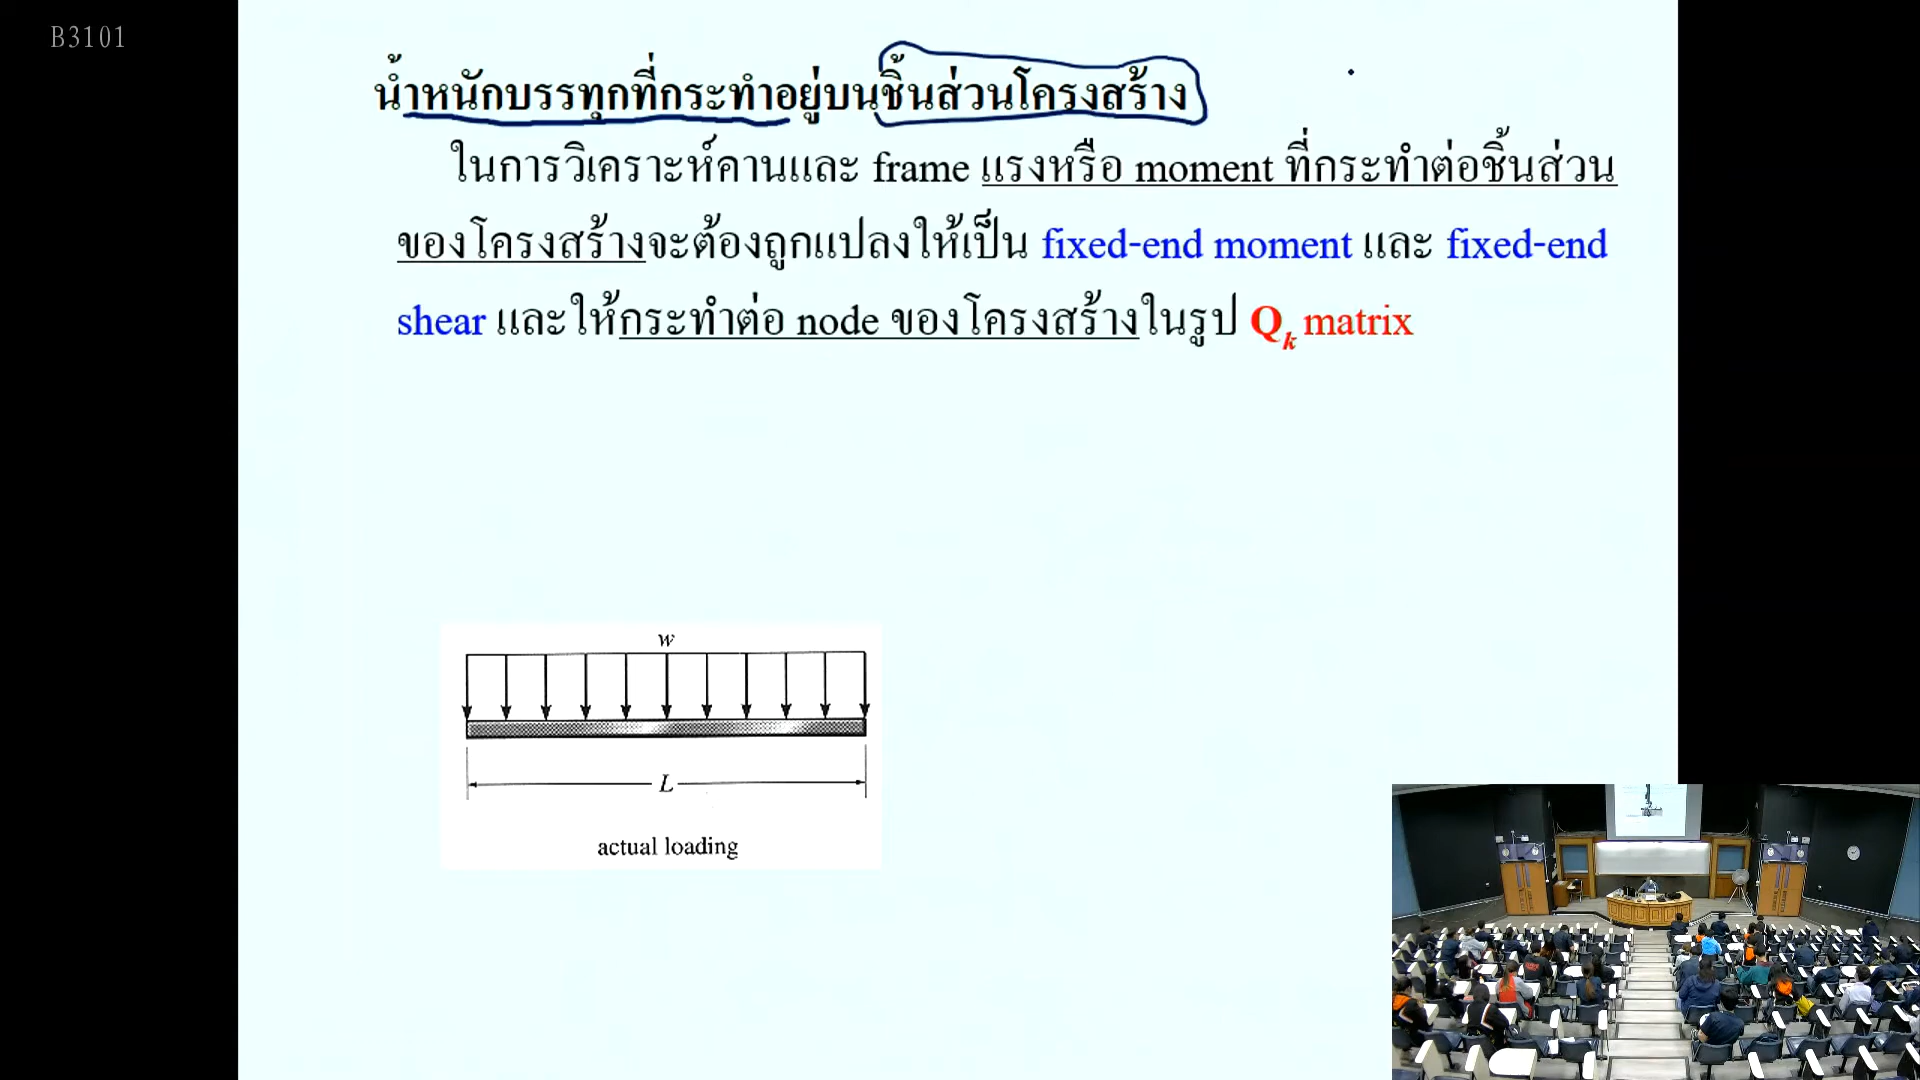 B3101
น้ำหนักบรรทุกที่กระทำอยู่บนชิ้นส่วนโครงสร้าง
ในการวิเคราะห์คานและ frame แรงหรือ moment ที่กระทำต่อชิ้นส่วน
ของโครงสร้างจะต้องถูกแปลงให้เป็น fixed-end moment และ fixed-end
shear และให้กระทำต่อ node ของโครงสร้างในรูป Qk matrix
w
L
actual loading